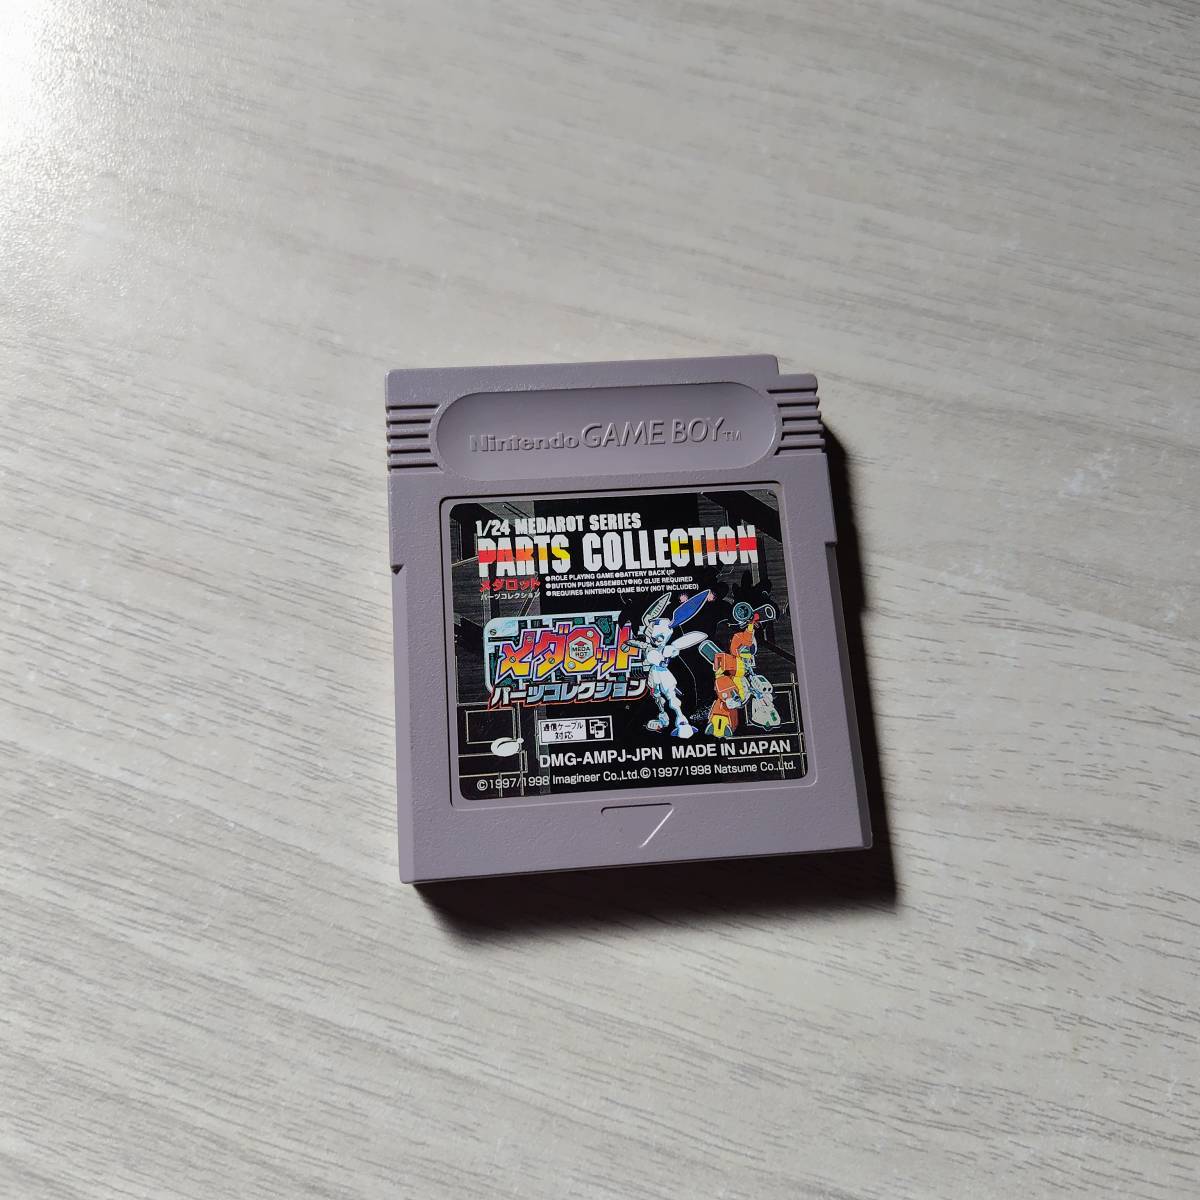 Nintendo GAME BOY TM
1/24 MEDAROT SERIES
PARTS COLLECTION
メダロット
パーツコレクション
●ROLE PLAYING GAME●BATTERY BACK UP
●BUTTON PUSH ASSEMBLY●NO GLUE REQUIRED
●REQUIRES NINTENDO GAME BOY (NOT INCLUDED)
メダロット
MEDA
ROT
パーツコレクション
通信ケーブル
対応
DMG-AMPJ-JPN MADE IN JAPAN
©1997/1998 Imagineer Co.,Ltd.©1997/1998 Natsume Co.,Ltd.